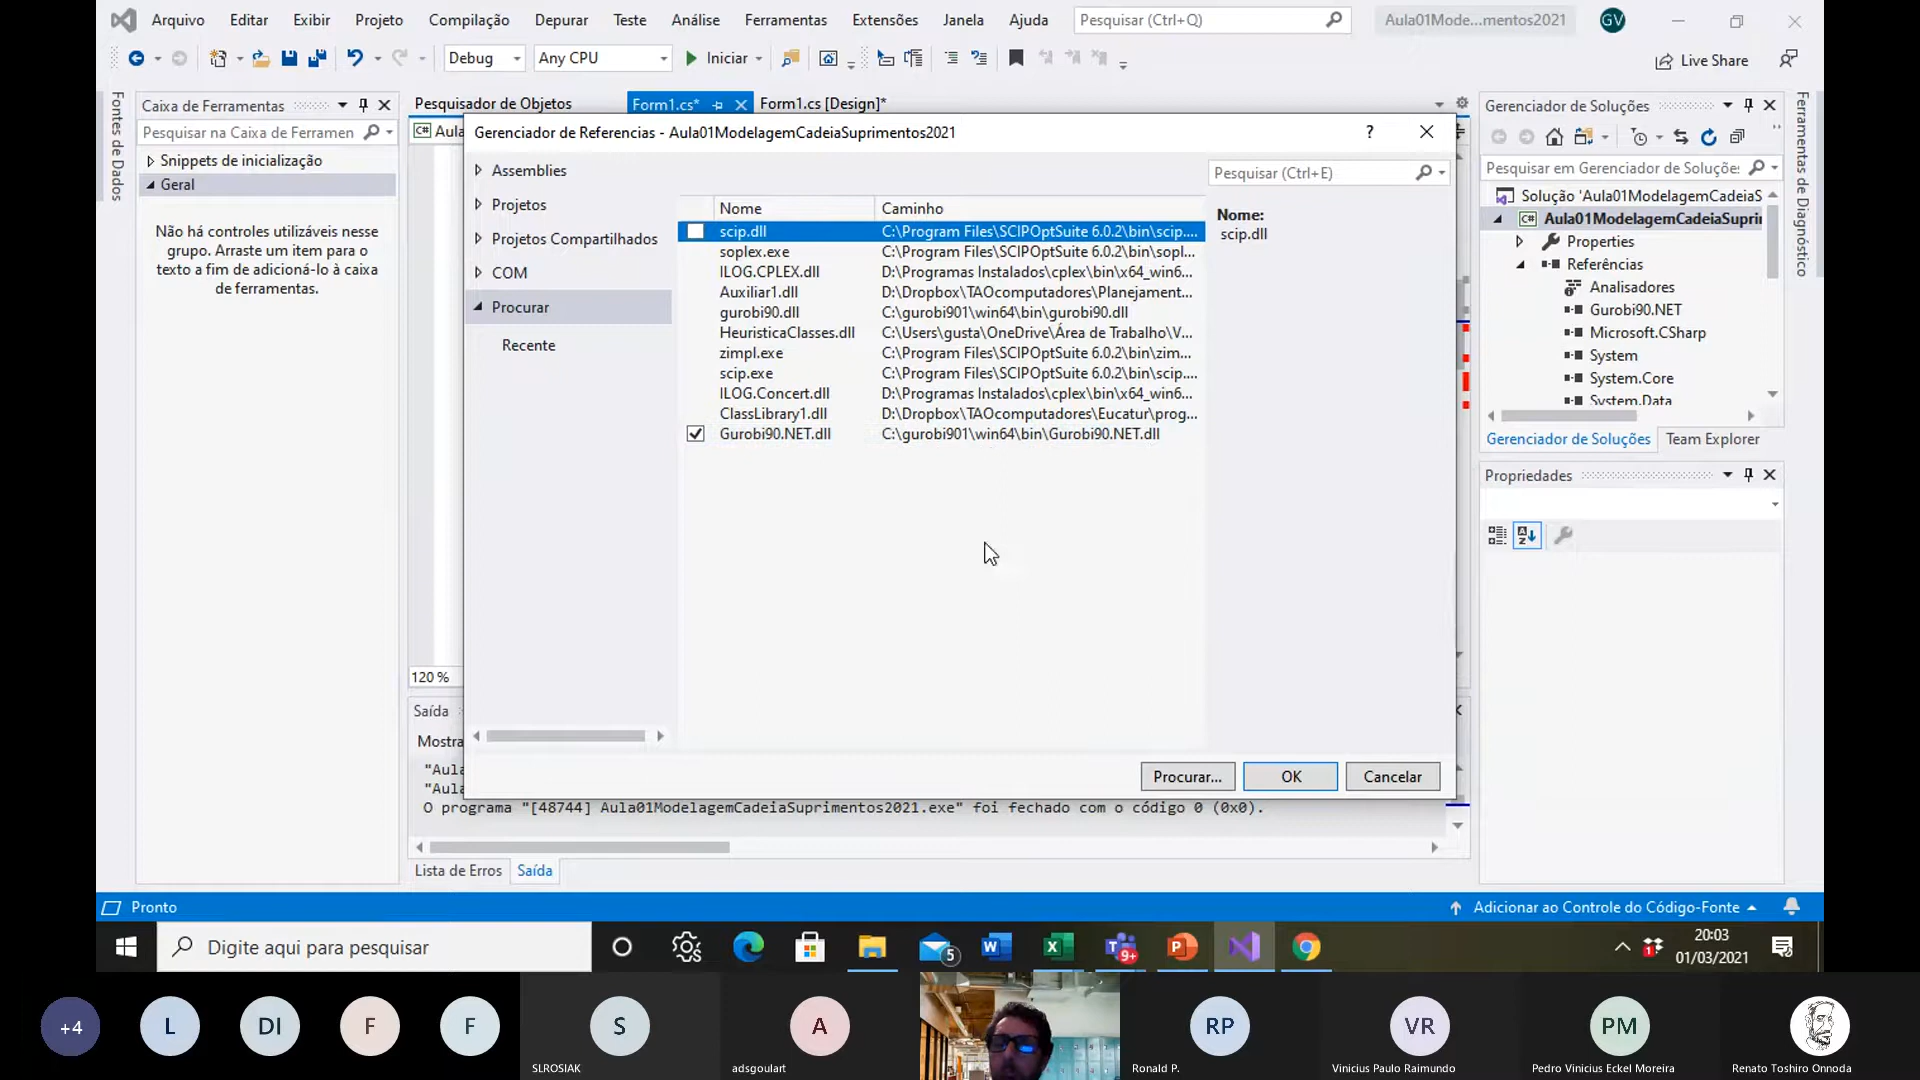 Arquivo Editar Exibir Projeto Compilação Depurar Teste Análise Ferramentas Extensões Janela Ajuda Pesquisar (Ctrl+Q) Aula01Mode...mentos2021 GV
Debug Any CPU Iniciar Live Share
Fontes de Dados
Caixa de Ferramentas
Pesquisar na Caixa de Ferramen
Snippets de inicialização
Geral
Não há controles utilizáveis nesse
grupo. Arraste um item para o
texto a fim de adicioná-lo à caixa
de ferramentas.
Pesquisador de Objetos Form1.cs* Form1.cs [Design]*
C# Aula
Gerenciador de Referencias - Aula01ModelagemCadeiaSuprimentos2021 ?
Assemblies
Projetos
Projetos Compartilhados
COM
Procurar
Recente
Pesquisar (Ctrl+E)
Nome Caminho
scip.dll C:\Program Files\SCIPOptSuite 6.0.2\bin\scip....
soplex.exe C:\Program Files\SCIPOptSuite 6.0.2\bin\sopl...
ILOG.CPLEX.dll D:\Programas Instalados\cplex\bin\x64_win6...
Auxiliar1.dll D:\Dropbox\TAOcomputadores\Planejament...
gurobi90.dll C:\gurobi901\win64\bin\gurobi90.dll
HeuristicaClasses.dll C:\Users\gusta\OneDrive\Área de Trabalho\V...
zimpl.exe C:\Program Files\SCIPOptSuite 6.0.2\bin\zim...
scip.exe C:\Program Files\SCIPOptSuite 6.0.2\bin\scip....
ILOG.Concert.dll D:\Programas Instalados\cplex\bin\x64_win6...
ClassLibrary1.dll D:\Dropbox\TAOcomputadores\Eucatur\prog...
Gurobi90.NET.dll C:\gurobi901\win64\bin\Gurobi90.NET.dll
Nome:
scip.dll
Procurar... OK Cancelar
120 %
Saída
Mostra
"Aula
"Aula
O programa "[48744] Aula01ModelagemCadeiaSuprimentos2021.exe" foi fechado com o código 0 (0x0).
Lista de Erros Saída
Gerenciador de Soluções
Pesquisar em Gerenciador de Soluções
Solução 'Aula01ModelagemCadeiaS
C# Aula01ModelagemCadeiaSupri
Properties
Referências
Analisadores
Gurobi90.NET
Microsoft.CSharp
System
System.Core
System.Data
Gerenciador de Soluções Team Explorer
Propriedades
Ferramentas de Diagnóstico
Pronto Adicionar ao Controle do Código-Fonte
Digite aqui para pesquisar 5 9+ 1
20:03
01/03/2021
+4 L DI F F S A RP VR PM
SLROSIAK adsgoulart Ronald P. Vinicius Paulo Raimundo Pedro Vinicius Eckel Moreira Renato Toshiro Onnoda